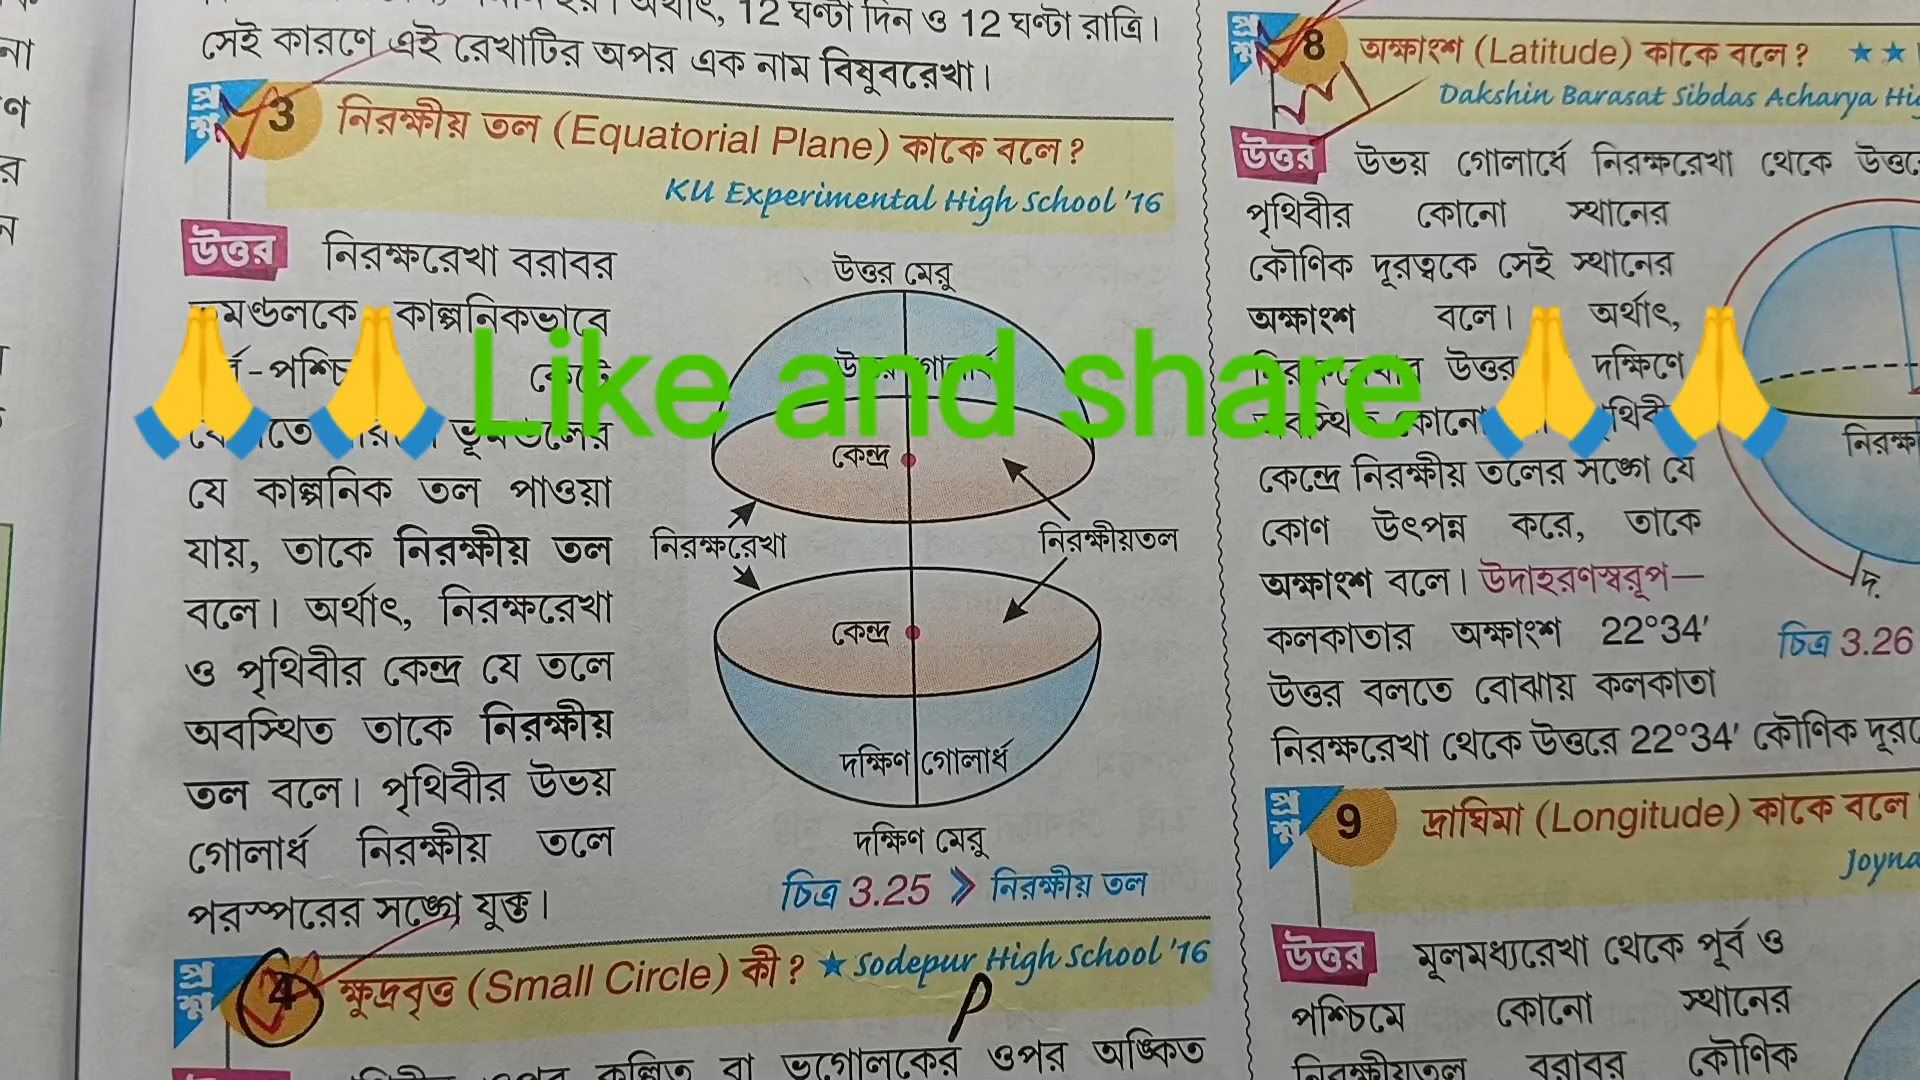 অর্থাৎ, 12 ঘণ্টা দিন ও 12 ঘণ্টা রাত্রি।
সেই কারণে এই রেখাটির অপর এক নাম বিষুবরেখা।
প্রশ্ন 3 নিরক্ষীয় তল (Equatorial Plane) কাকে বলে?
KU Experimental High School '16
উত্তর নিরক্ষরেখা বরাবর
কাল্পনিকভাবে
যে কাল্পনিক তল পাওয়া
যায়, তাকে নিরক্ষীয় তল
বলে। অর্থাৎ, নিরক্ষরেখা
ও পৃথিবীর কেন্দ্র যে তলে
অবস্থিত তাকে নিরক্ষীয়
তল বলে। পৃথিবীর উভয়
গোলার্ধ নিরক্ষীয় তলে
পরস্পরের সঙ্গে যুক্ত।
উত্তর মেরু
কেন্দ্র
নিরক্ষরেখা
নিরক্ষীয়তল
কেন্দ্র
দক্ষিণ গোলার্ধ
দক্ষিণ মেরু
চিত্র 3.25 » নিরক্ষীয় তল
প্রশ্ন 4 ক্ষুদ্রবৃত্ত (Small Circle) কী? ★ Sodepur High School '16
P
কল্পিত বা ভূগোলকের ওপর অঙ্কিত
Like and share
প্রশ্ন 8 অক্ষাংশ (Latitude) কাকে বলে? ★ ★
Dakshin Barasat Sibdas Acharya
উত্তর উভয় গোলার্ধে নিরক্ষরেখা থেকে
পৃথিবীর কোনো স্থানের
কৌণিক দূরত্বকে সেই স্থানের
অক্ষাংশ বলে। অর্থাৎ,
উত্তর দক্ষিণে
কেন্দ্রে নিরক্ষীয় তলের সঙ্গে যে
কোণ উৎপন্ন করে, তাকে
অক্ষাংশ বলে। উদাহরণস্বরূপ—
কলকাতার অক্ষাংশ 22°34'
উত্তর বলতে বোঝায় কলকাতা
নিরক্ষরেখা থেকে উত্তরে 22°34' কৌণিক
দ.
চিত্র 3.26
প্রশ্ন 9 দ্রাঘিমা (Longitude) কাকে বলে
উত্তর মূলমধ্যরেখা থেকে পূর্ব ও
পশ্চিমে কোনো স্থানের
নিরক্ষীয়তল বরাবর কৌণিক